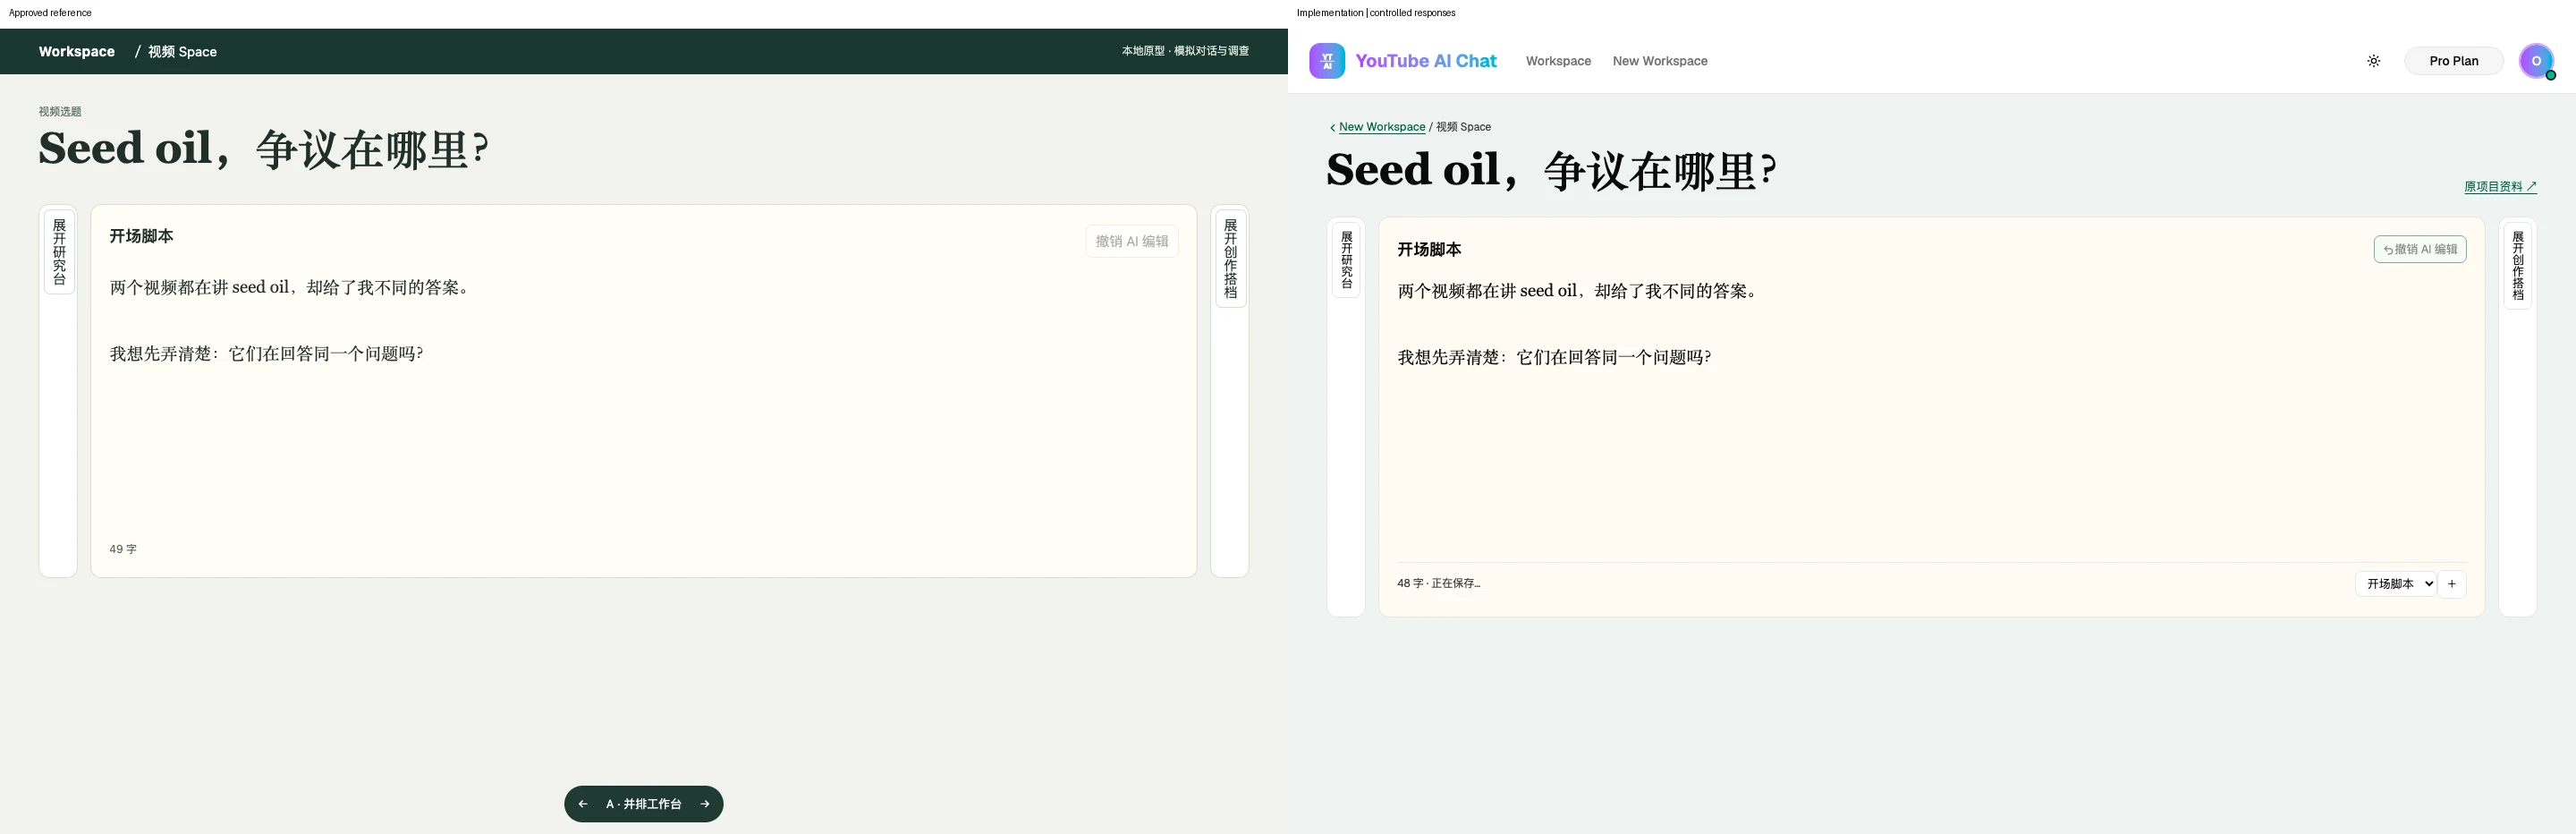 Approved reference
Workspace / 视频 Space
本地原型 · 模拟对话与调查
视频选题
Seed oil，争议在哪里？
展开研究台
开场脚本
撤销 AI 编辑
两个视频都在讲 seed oil，却给了我不同的答案。
我想先弄清楚：它们在回答同一个问题吗？
49 字
展开创作搭档
← A · 并排工作台 →
Implementation | controlled responses
YT AI
YouTube AI Chat
Workspace
New Workspace
Pro Plan
O
‹ New Workspace / 视频 Space
Seed oil，争议在哪里？
原项目资料 ↗
展开研究台
开场脚本
撤销 AI 编辑
两个视频都在讲 seed oil，却给了我不同的答案。
我想先弄清楚：它们在回答同一个问题吗？
48 字 · 正在保存…
开场脚本
+
展开创作搭档